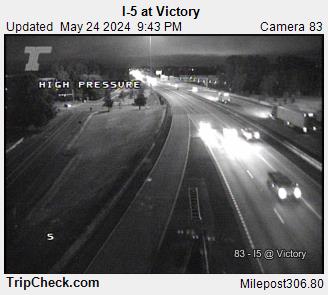 I-5 at Victory
Updated May 24 2024 9:43 PM Camera 83
T
HIGH PRESSURE
S
83 - I5 @ Victory
TripCheck.com Milepost306.80